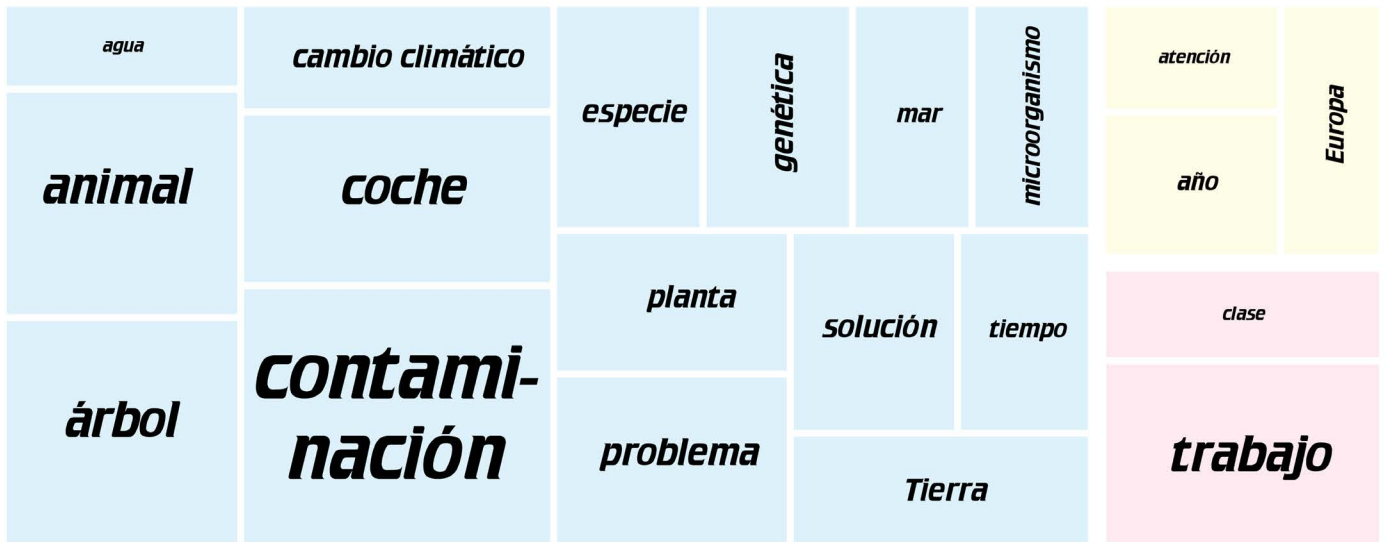 agua
animal
árbol
cambio climático
coche
contami-
nación
especie
genética
mar
microorganismo
planta
problema
solución
tiempo
Tierra
atención
año
Europa
clase
trabajo